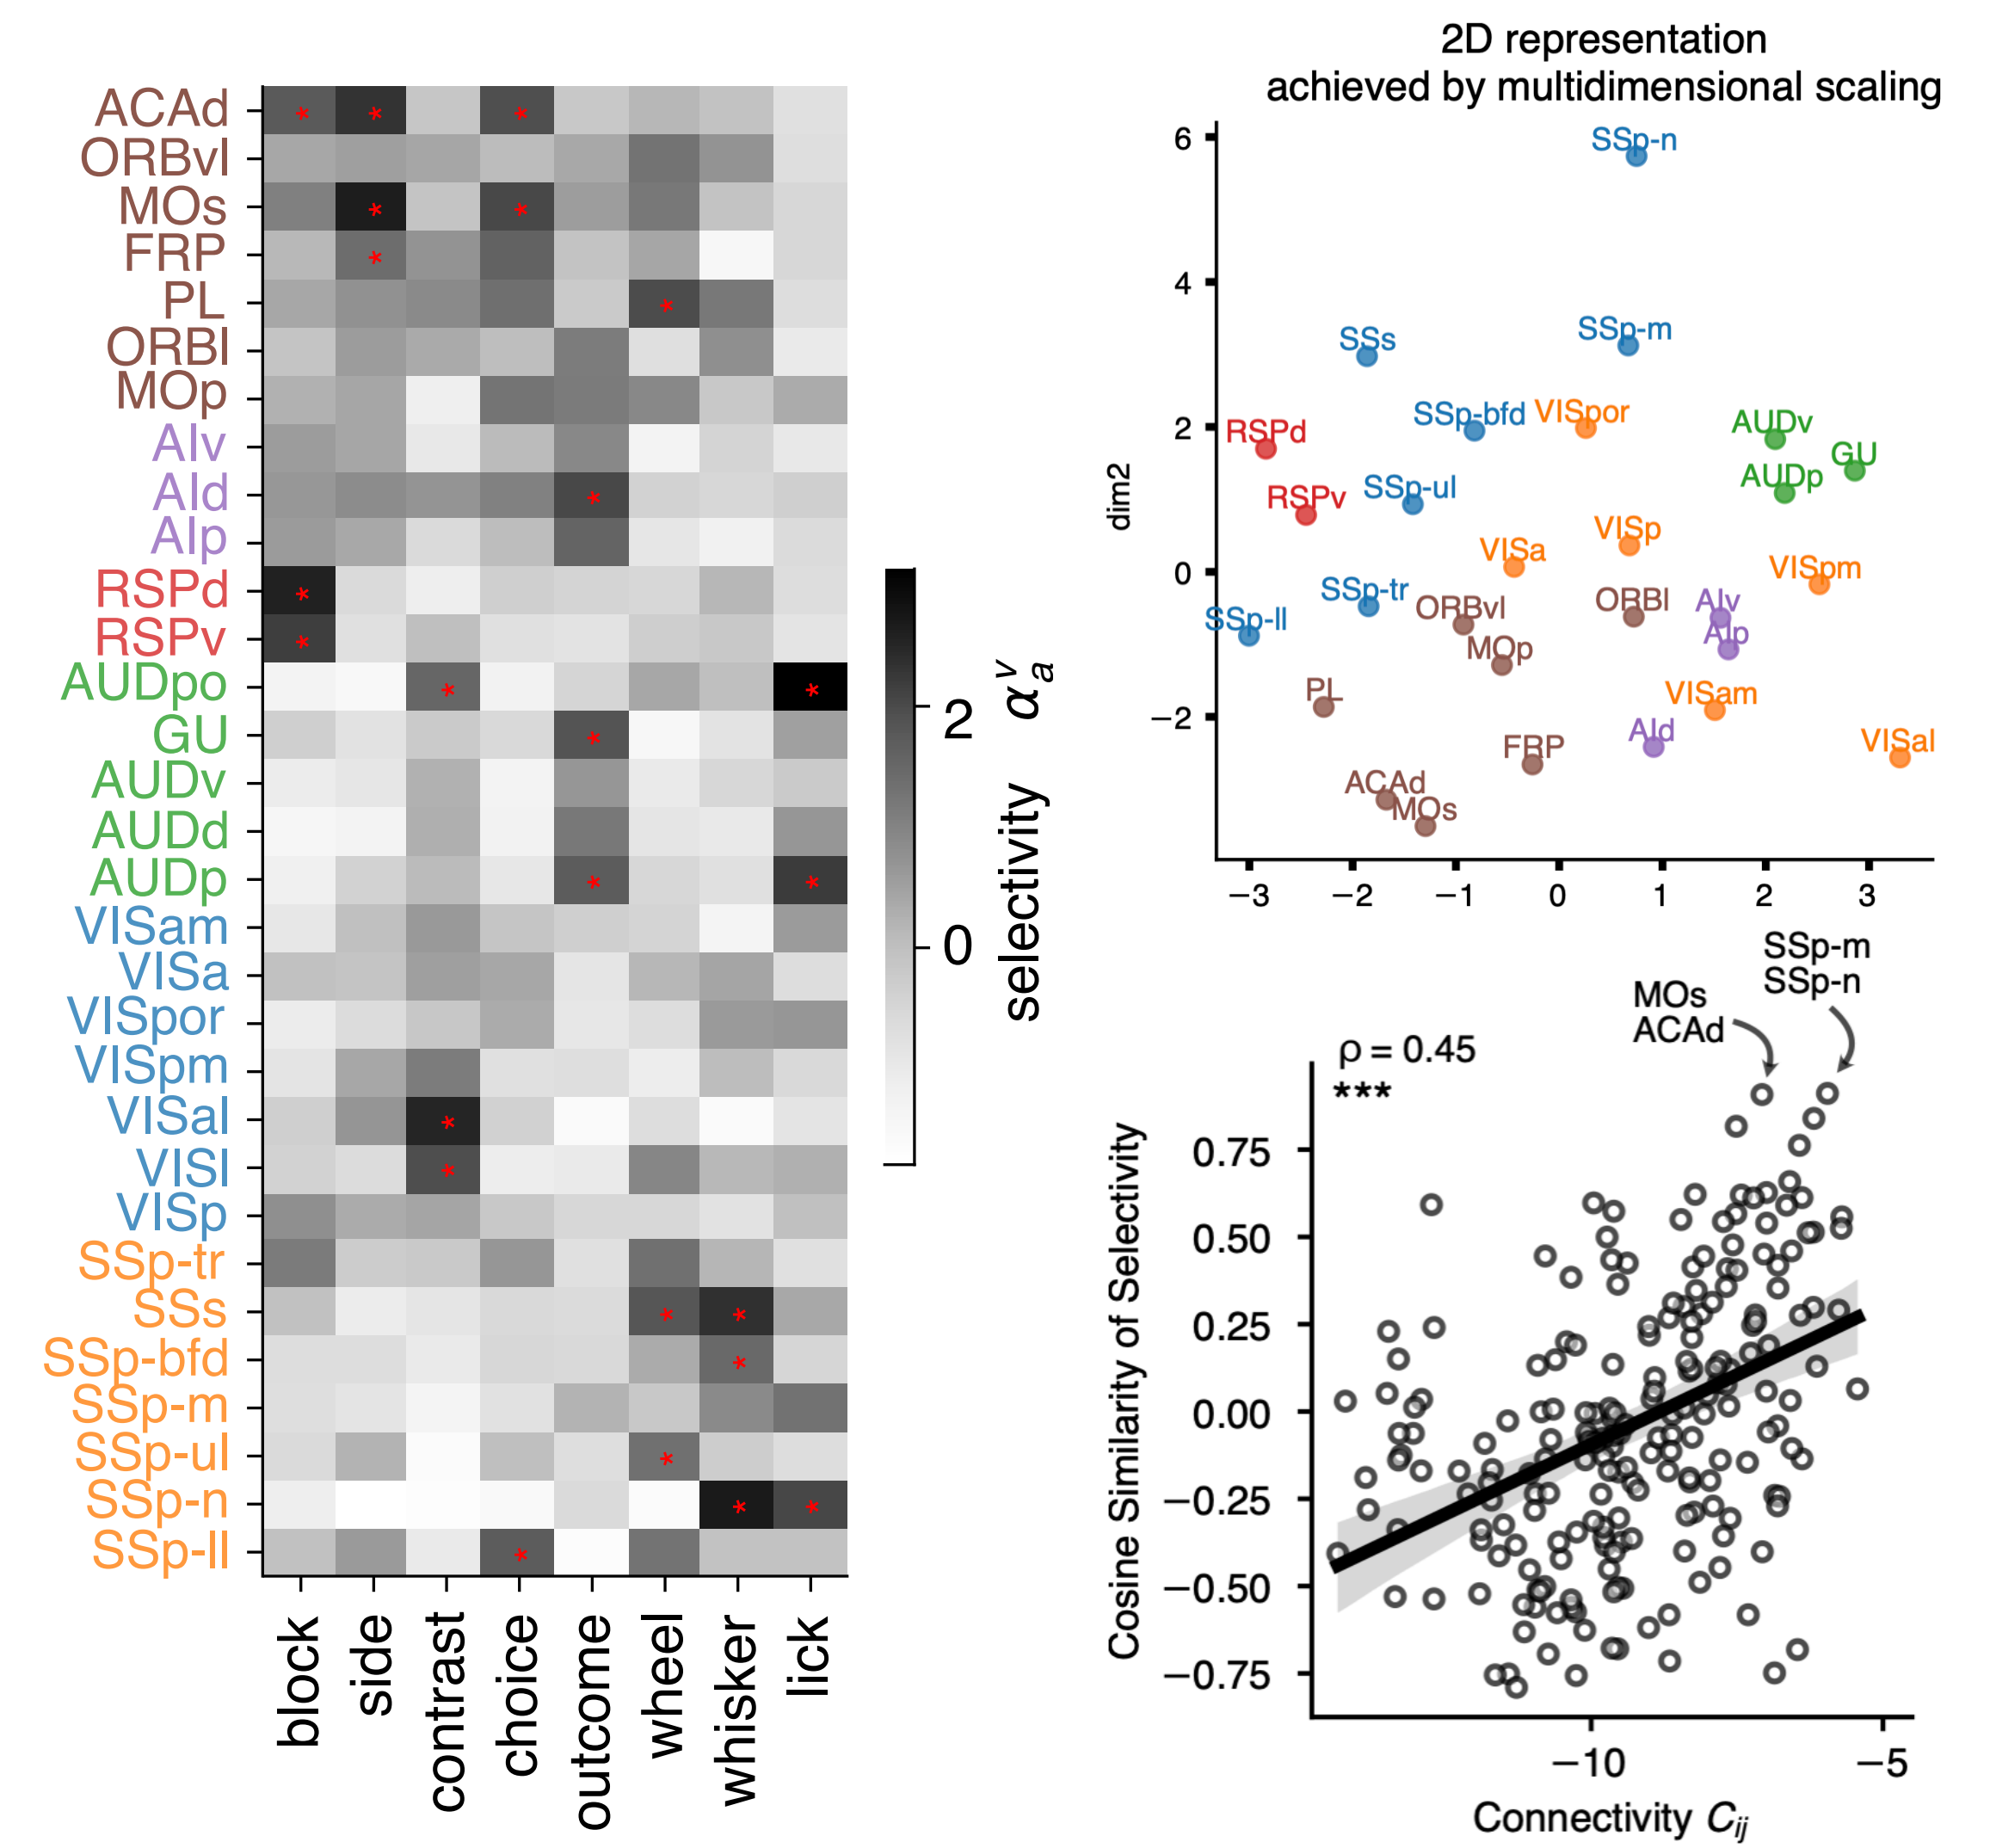 ACAd
ORBvl
MOs
FRP
PL
ORBl
MOp
AIv
AId
AIp
RSPd
RSPv
AUDpo
GU
AUDv
AUDd
AUDp
VISam
VISa
VISpor
VISpm
VISal
VISl
VISp
SSp-tr
SSs
SSp-bfd
SSp-m
SSp-ul
SSp-n
SSp-ll
block
side
contrast
choice
outcome
wheel
whisker
lick
2
0
selectivity α_a^v
2D representation
achieved by multidimensional scaling
6
4
2
0
−2
dim2
−3
−2
−1
0
1
2
3
SSp-n
SSs
SSp-m
SSp-bfd
VISpor
RSPd
AUDv
GU
AUDp
RSPv
SSp-ul
VISa
VISp
VISpm
SSp-tr
SSp-ll
ORBvl
ORBl
AIv
AIp
MOp
PL
VISam
AId
FRP
VISal
ACAd
MOs
SSp-m
SSp-n
MOs
ACAd
ρ = 0.45
***
0.75
0.50
0.25
0.00
−0.25
−0.50
−0.75
Cosine Similarity of Selectivity
−10
−5
Connectivity C_ij